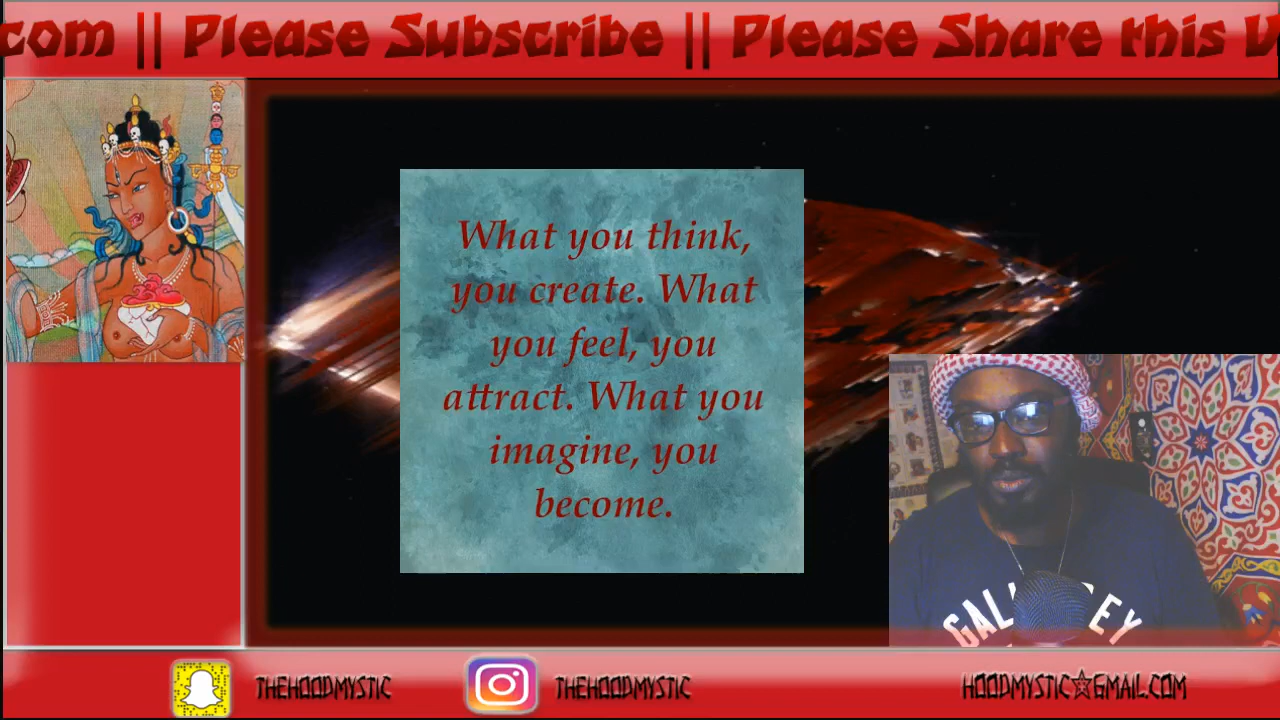 com || Please Subscribe || Please Share this V
What you think,
you create. What
you feel, you
attract. What you
imagine, you
become.
THEHOODMYSTIC
THEHOODMYSTIC
HOODMYSTIC☆GMAIL.COM